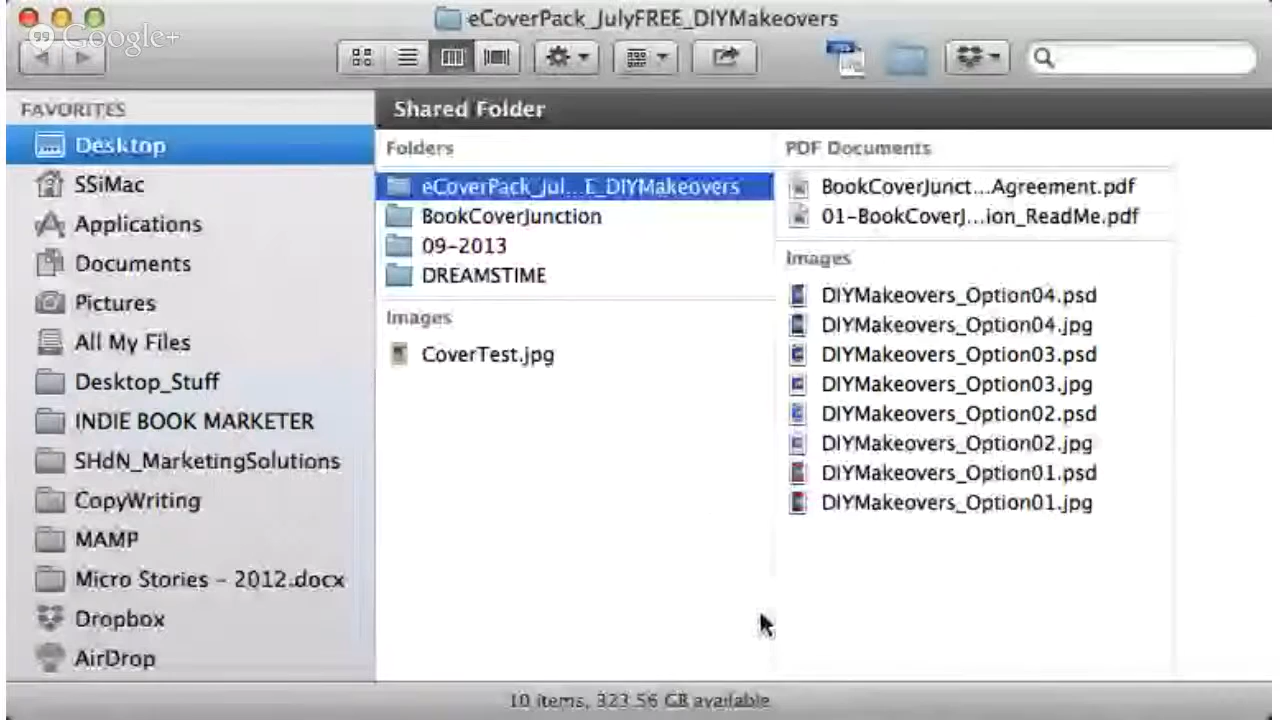 eCoverPack_JulyFREE_DIYMakeovers
Google+
FAVORITES
Desktop
SSiMac
Applications
Documents
Pictures
All My Files
Desktop_Stuff
INDIE BOOK MARKETER
SHdN_MarketingSolutions
CopyWriting
MAMP
Micro Stories - 2012.docx
Dropbox
AirDrop
Shared Folder
Folders
eCoverPack_Jul...E_DIYMakeovers
BookCoverJunction
09-2013
DREAMSTIME
Images
CoverTest.jpg
PDF Documents
BookCoverJunct...Agreement.pdf
01-BookCoverJ...ion_ReadMe.pdf
Images
DIYMakeovers_Option04.psd
DIYMakeovers_Option04.jpg
DIYMakeovers_Option03.psd
DIYMakeovers_Option03.jpg
DIYMakeovers_Option02.psd
DIYMakeovers_Option02.jpg
DIYMakeovers_Option01.psd
DIYMakeovers_Option01.jpg
10 items, 323.56 GB available